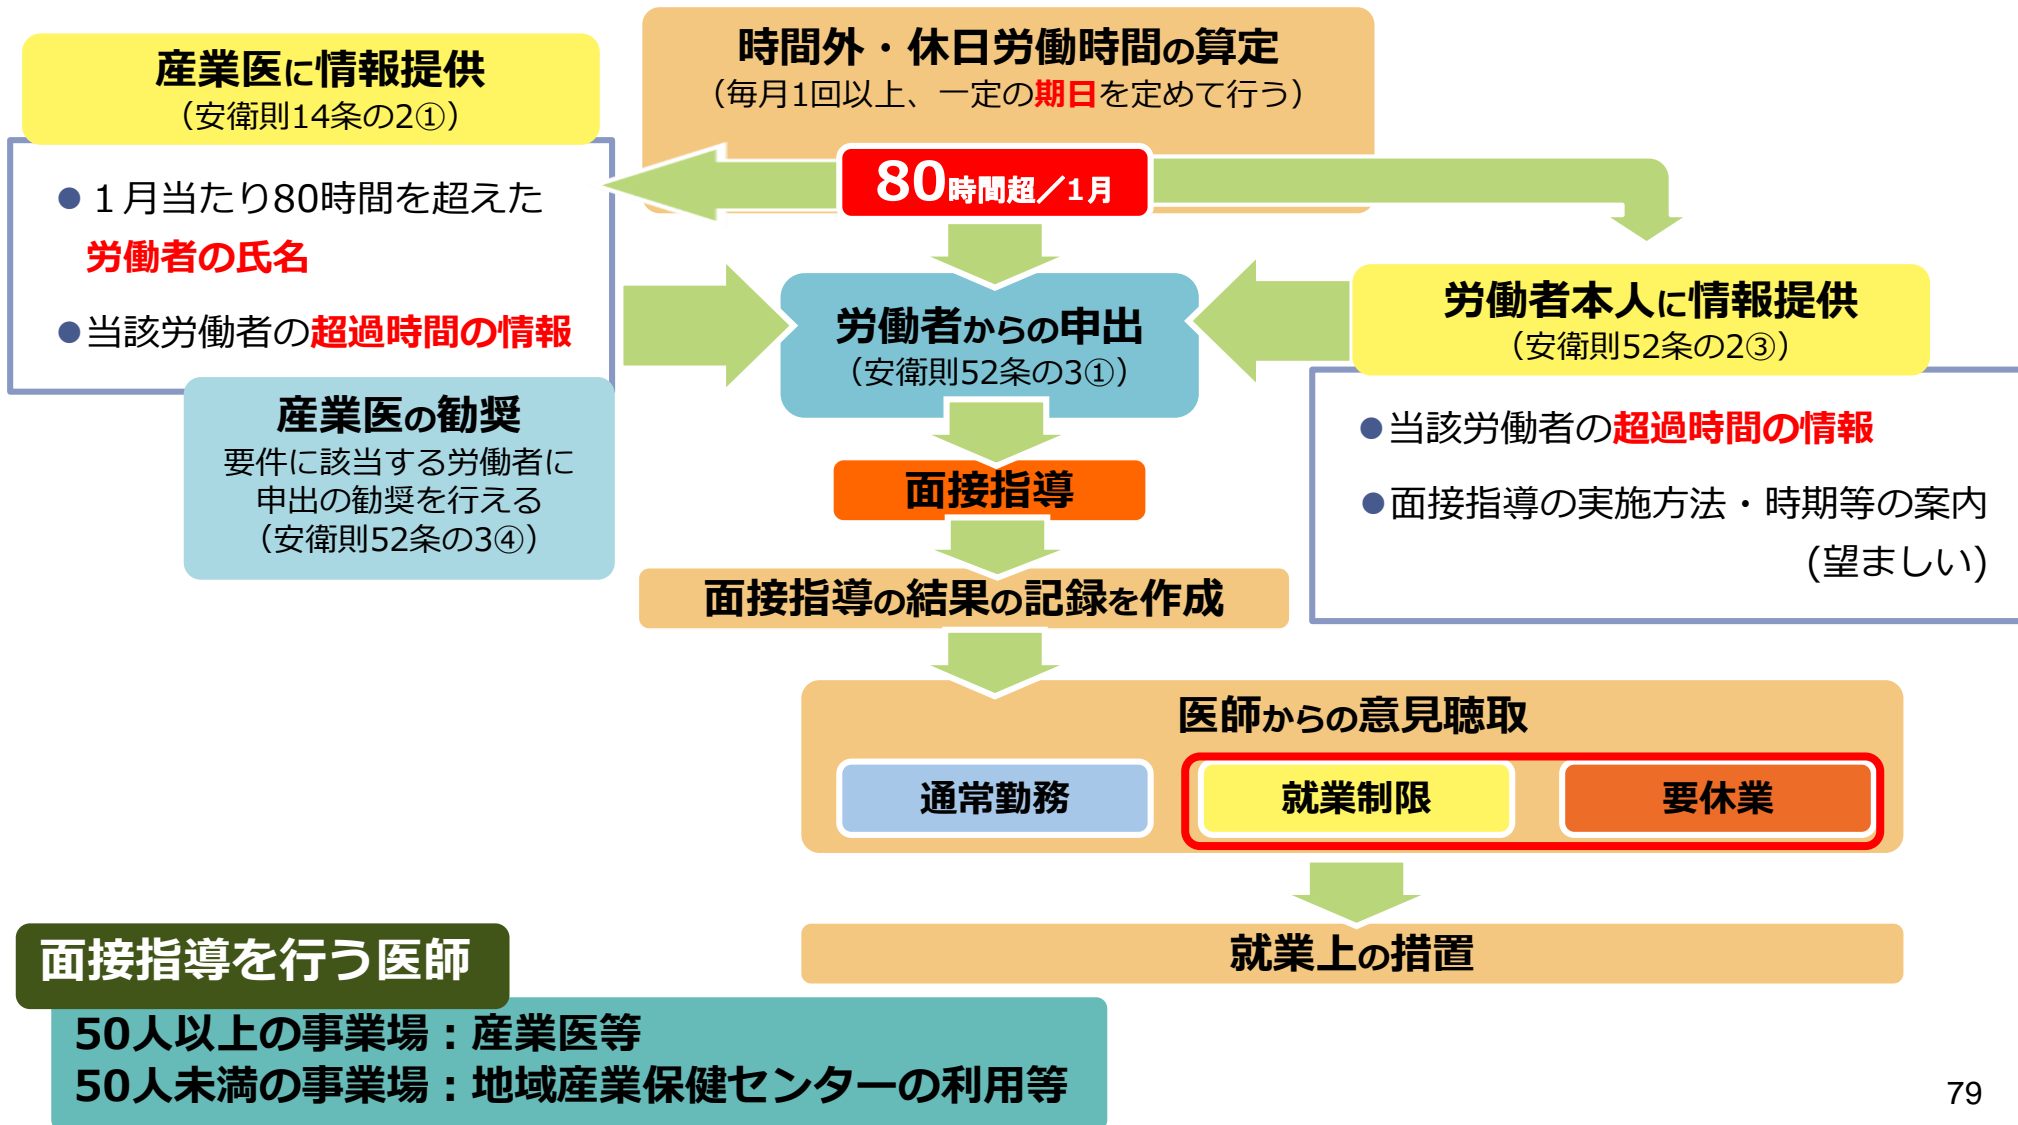 時間外・休日労働時間の算定
（毎月1回以上、一定の期日を定めて行う）
80時間超／1月
産業医に情報提供
（安衛則14条の2①）
●１月当たり80時間を超えた
労働者の氏名
●当該労働者の超過時間の情報
産業医の勧奨
要件に該当する労働者に
申出の勧奨を行える
（安衛則52条の3④）
労働者からの申出
（安衛則52条の3①）
労働者本人に情報提供
（安衛則52条の2③）
●当該労働者の超過時間の情報
●面接指導の実施方法・時期等の案内
(望ましい)
面接指導
面接指導の結果の記録を作成
医師からの意見聴取
通常勤務
就業制限
要休業
就業上の措置
面接指導を行う医師
50人以上の事業場：産業医等
50人未満の事業場：地域産業保健センターの利用等
79